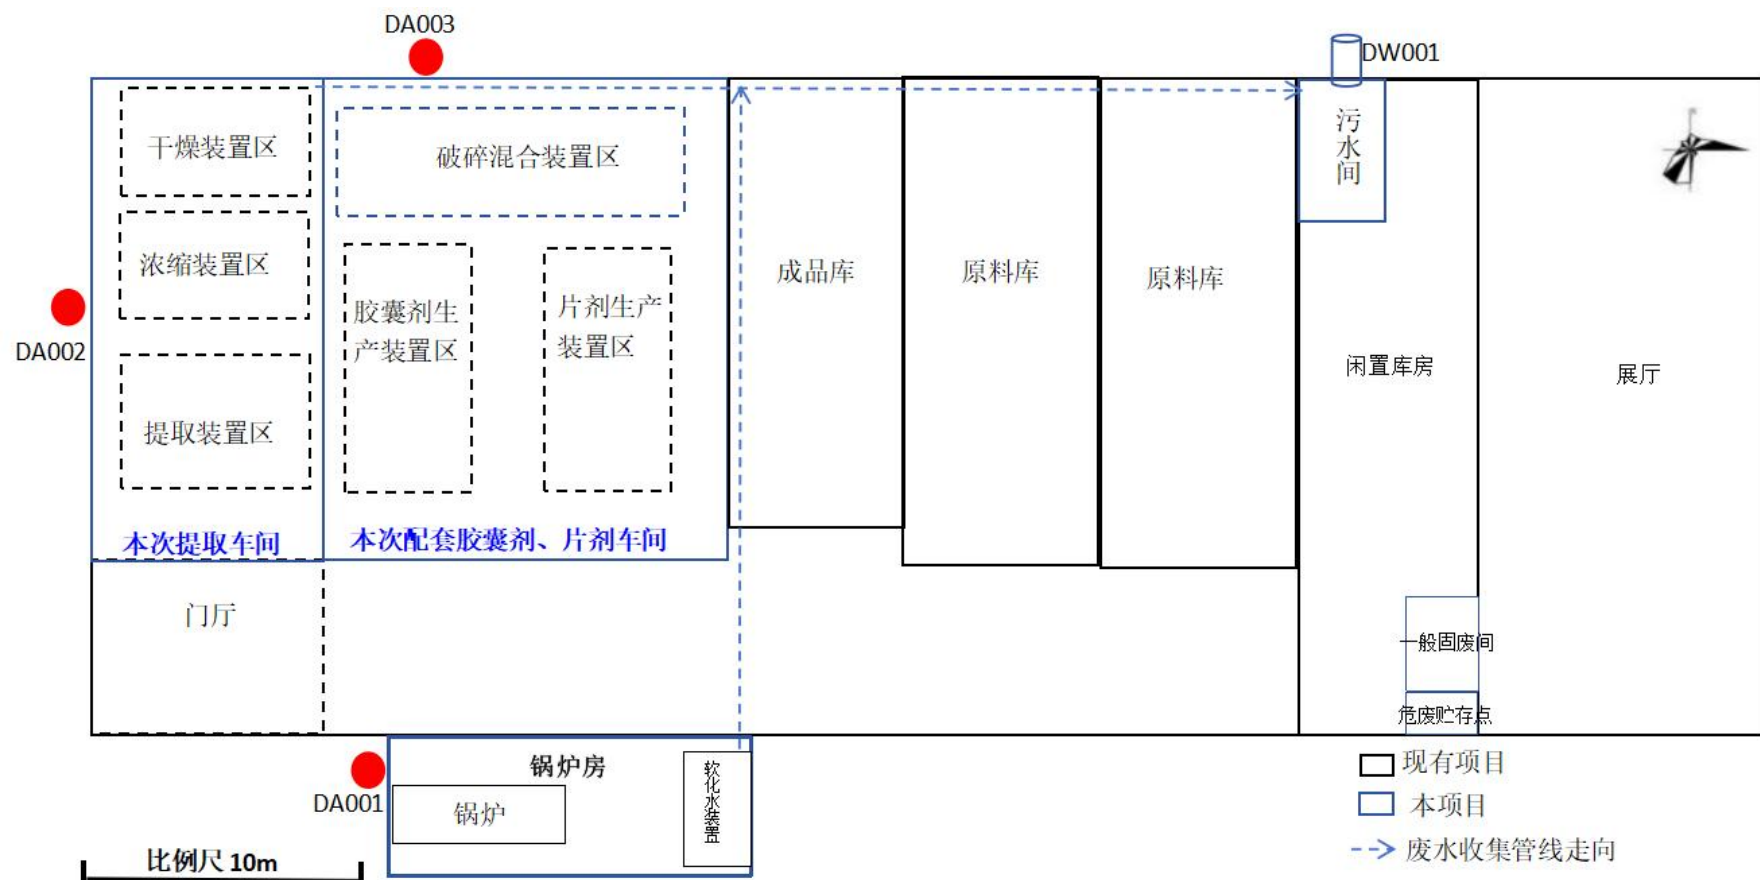 DA003
DW001
干燥装置区
破碎混合装置区
污
水
间
浓缩装置区
成品库
原料库
原料库
胶囊剂生
产装置区
片剂生产
装置区
DA002
闲置库房
展厅
提取装置区
本次提取车间
本次配套胶囊剂、片剂车间
门厅
一般固废间
危废贮存点
锅炉房
DA001
锅炉
软
化
水
装
置
现有项目
本项目
废水收集管线走向
比例尺 10m